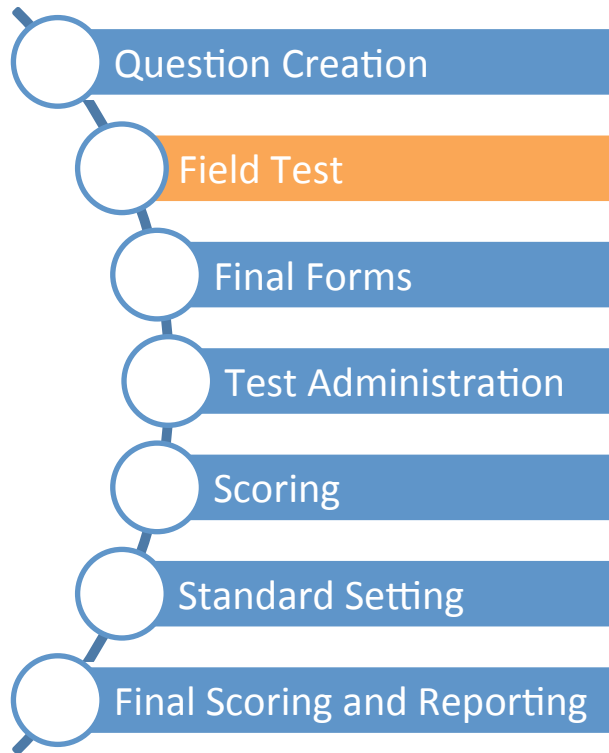 Question Creation
Field Test
Final Forms
Test Administration
Scoring
Standard Setting
Final Scoring and Reporting